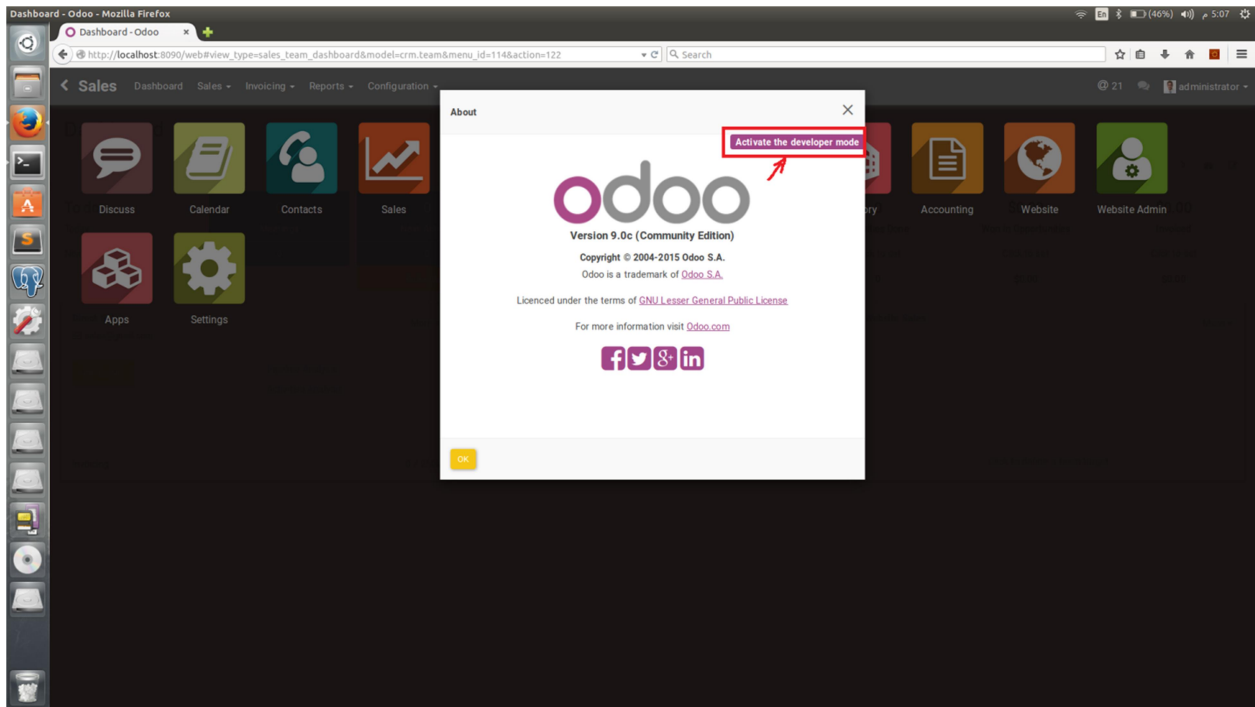 Dashboard - Odoo - Mozilla Firefox
En (46%) م 5:07
Dashboard - Odoo
http://localhost:8090/web#view_type=sales_team_dashboard&model=crm.team&menu_id=114&action=122
Search
Sales Dashboard Sales Invoicing Reports Configuration
@ 21 administrator
About
Activate the developer mode
odoo
Version 9.0c (Community Edition)
Copyright © 2004-2015 Odoo S.A.
Odoo is a trademark of Odoo S.A.
Licenced under the terms of GNU Lesser General Public License
For more information visit Odoo.com
OK
Discuss Calendar Contacts Sales
Accounting Website Website Admin
Apps Settings